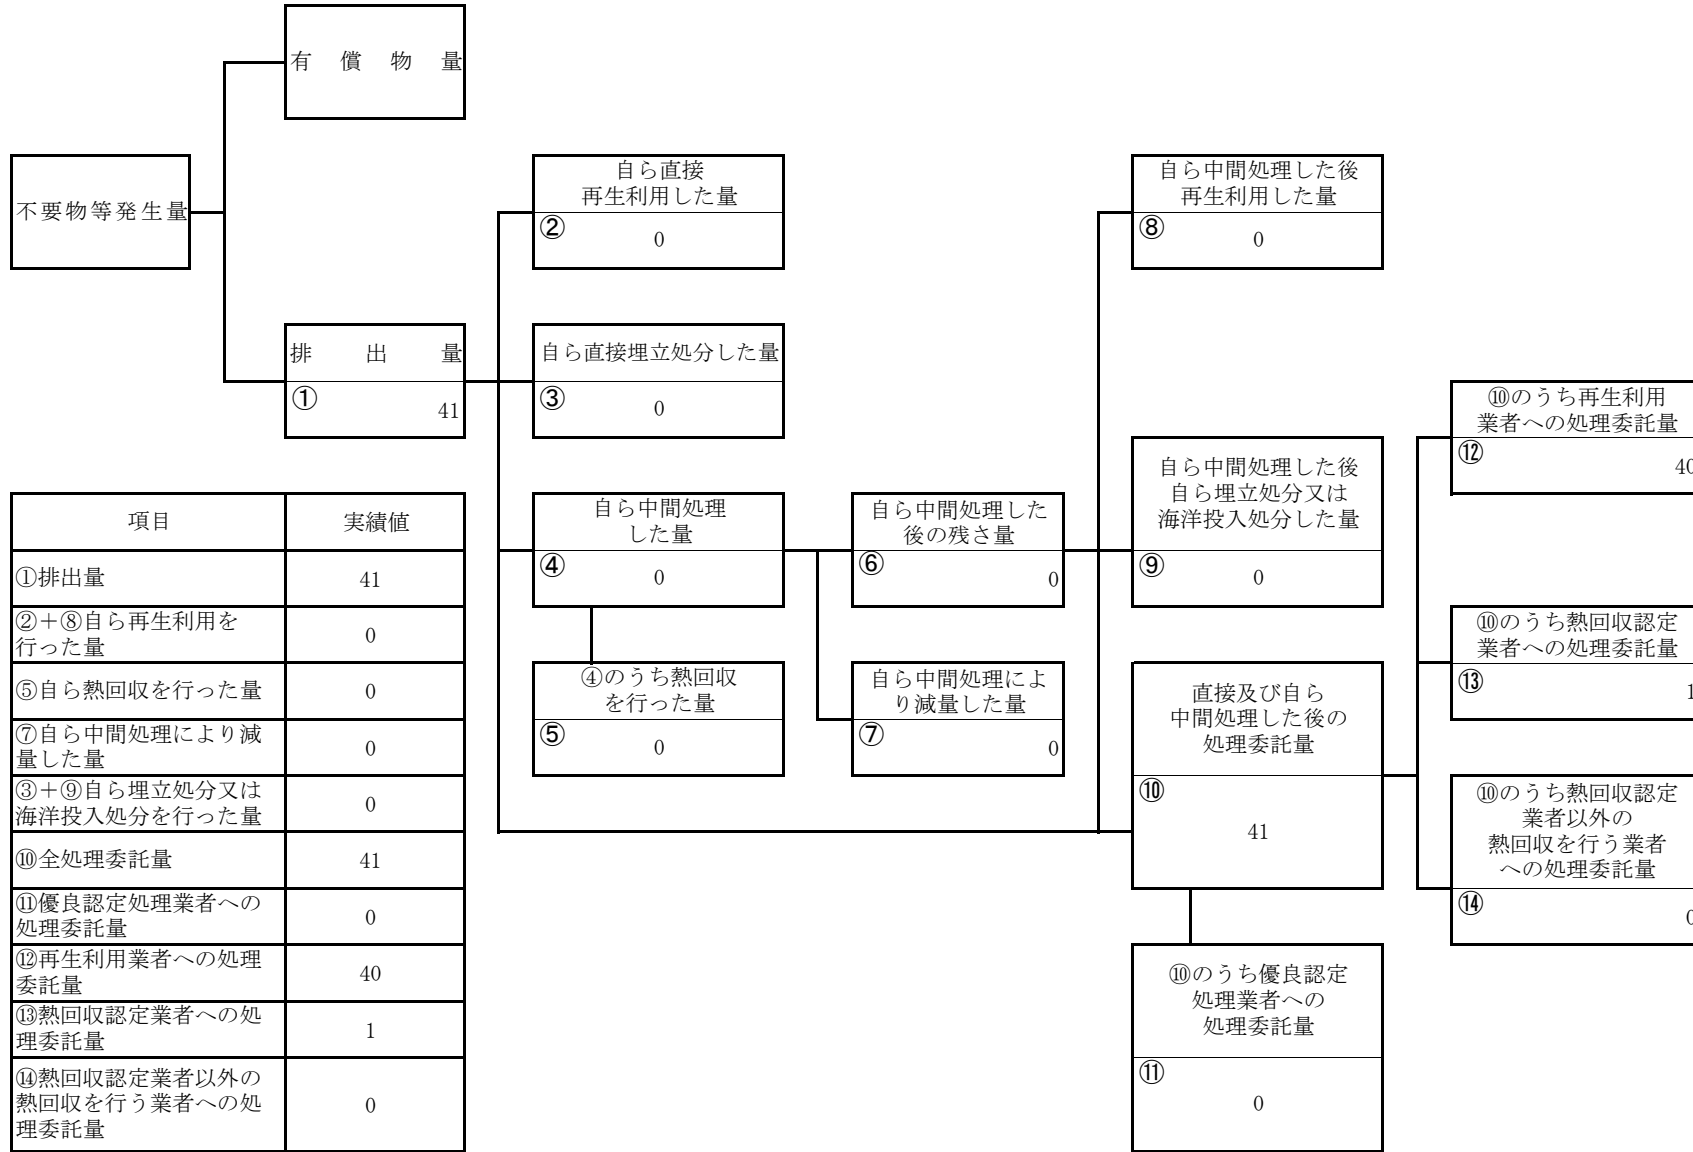 有償物量
不要物等発生量
自ら直接
再生利用した量
②
0
自ら中間処理した後
再生利用した量
⑧
0
排出量
①
41
自ら直接埋立処分した量
③
0
⑩のうち再生利用
業者への処理委託量
⑫
40
自ら中間処理した後
自ら埋立処分又は
海洋投入処分した量
⑨
0
自ら中間処理
した量
④
0
自ら中間処理した
後の残さ量
⑥
0
④のうち熱回収
を行った量
⑤
0
自ら中間処理によ
り減量した量
⑦
0
直接及び自ら
中間処理した後の
処理委託量
⑩
41
⑩のうち熱回収認定
業者への処理委託量
⑬
1
⑩のうち熱回収認定
業者以外の
熱回収を行う業者
への処理委託量
⑭
0
⑩のうち優良認定
処理業者への
処理委託量
⑪
0
項目 実績値
①排出量 41
②+⑧自ら再生利用を
行った量
0
⑤自ら熱回収を行った量 0
⑦自ら中間処理により減
量した量
0
③+⑨自ら埋立処分又は
海洋投入処分を行った量
0
⑩全処理委託量 41
⑪優良認定処理業者への
処理委託量
0
⑫再生利用業者への処理
委託量
40
⑬熱回収認定業者への処
理委託量
1
⑭熱回収認定業者以外の
熱回収を行う業者への処
理委託量
0